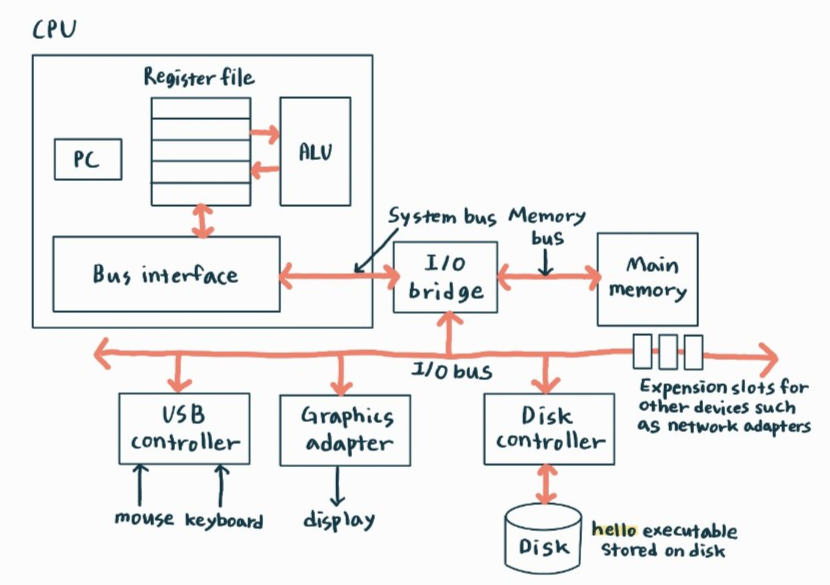 CPU
Register file
PC
ALU
System bus
Memory
bus
Bus interface
I/O
bridge
Main
memory
I/O bus
Expension slots for
other devices such
as network adapters
USB
controller
Graphics
adapter
Disk
controller
mouse keyboard
display
Disk
hello executable
stored on disk